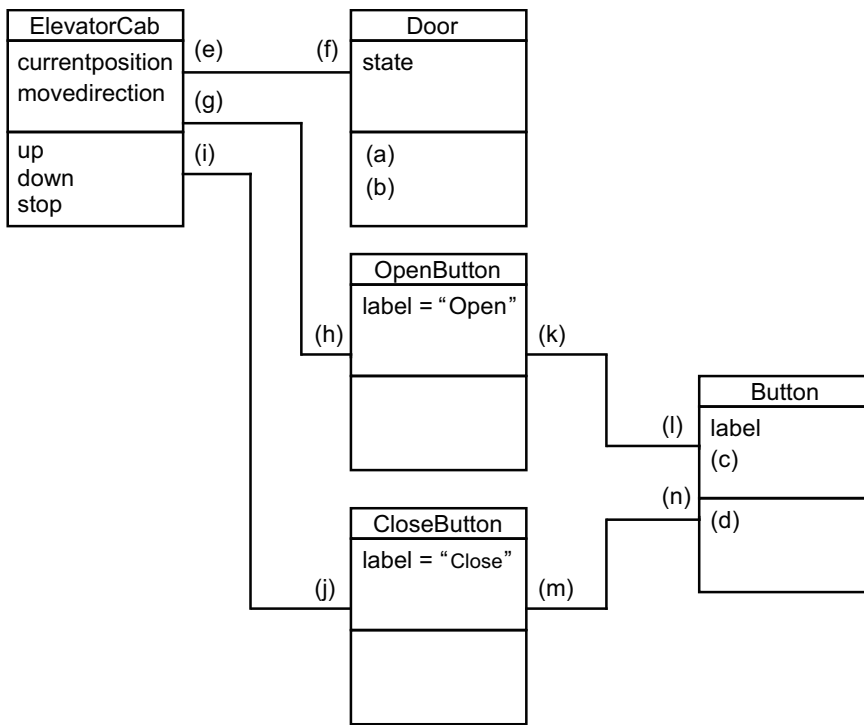 ElevatorCab
currentposition
movedirection
up
down
stop
(e)
(f)
(g)
(i)
Door
state
(a)
(b)
OpenButton
label = “Open”
(h)
(k)
Button
label
(c)
(d)
(l)
(n)
CloseButton
label = “Close”
(j)
(m)